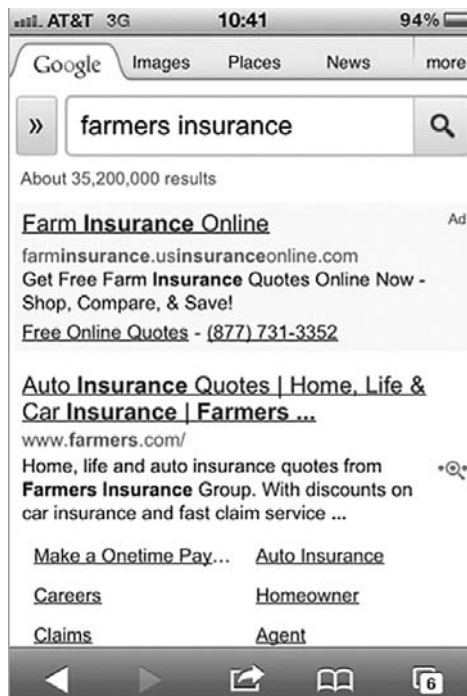 AT&T 3G 10:41 94%
Google Images Places News more
» farmers insurance
About 35,200,000 results
Farm Insurance Online Ad
farminsurance.usinsuranceonline.com
Get Free Farm Insurance Quotes Online Now -
Shop, Compare, & Save!
Free Online Quotes - (877) 731-3352
Auto Insurance Quotes | Home, Life &
Car Insurance | Farmers ...
www.farmers.com/
Home, life and auto insurance quotes from
Farmers Insurance Group. With discounts on
car insurance and fast claim service ...
Make a Onetime Pay... Auto Insurance
Careers Homeowner
Claims Agent
6